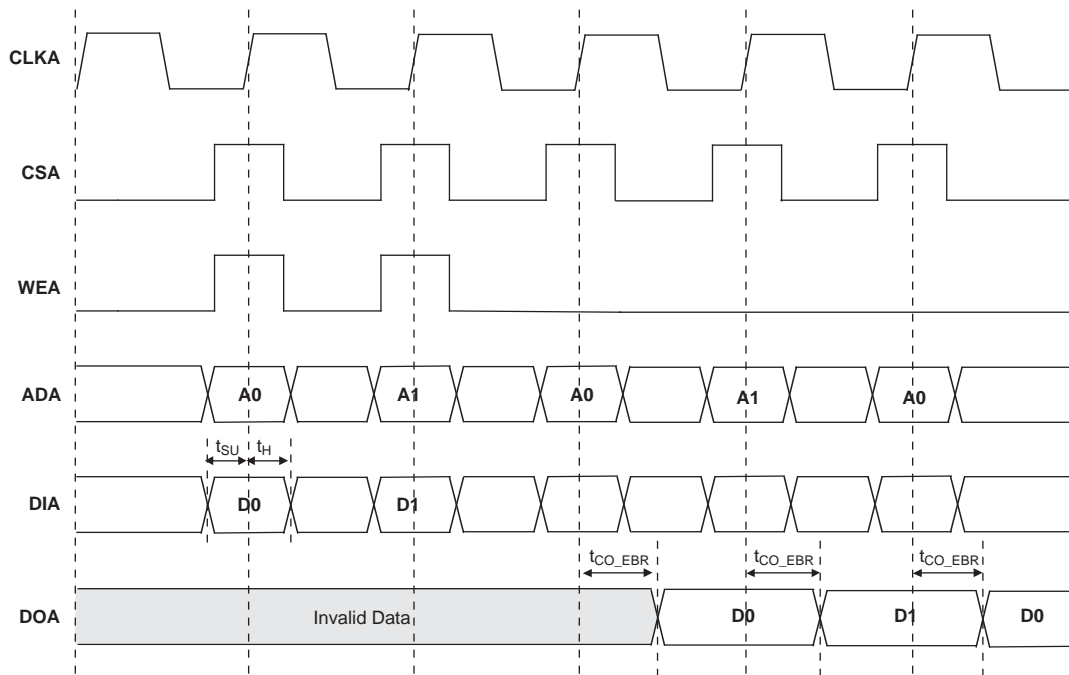 CLKA
CSA
WEA
ADA A0 A1 A0 A1 A0
tSU tH
DIA D0 D1
tCO_EBR tCO_EBR tCO_EBR
DOA Invalid Data D0 D1 D0